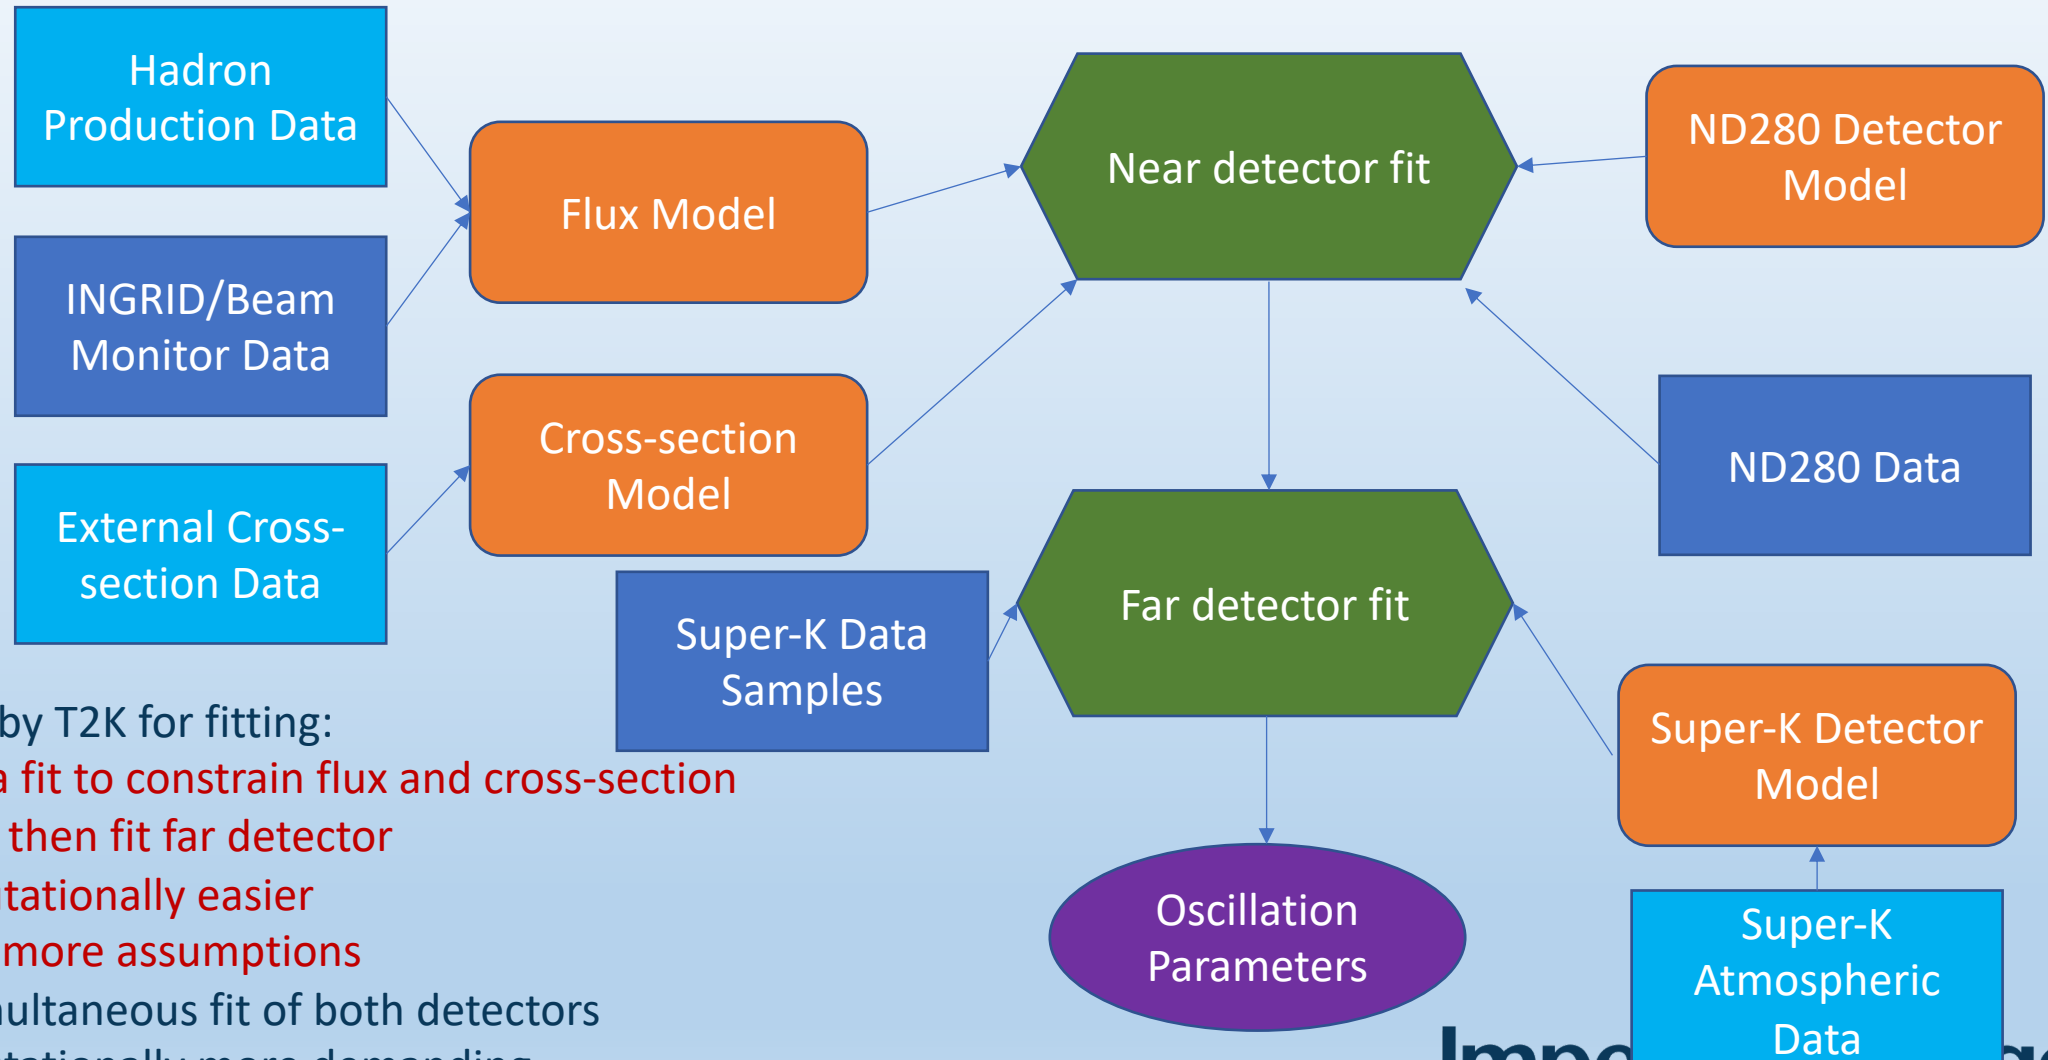 Hadron
Production Data
INGRID/Beam
Monitor Data
External Cross-
section Data
Flux Model
Cross-section
Model
Near detector fit
ND280 Detector
Model
ND280 Data
Super-K Data
Samples
Far detector fit
Super-K Detector
Model
Super-K
Atmospheric
Data
Oscillation
Parameters
by T2K for fitting:
fit to constrain flux and cross-section
then fit far detector
easier
more assumptions
fit of both detectors
more demanding